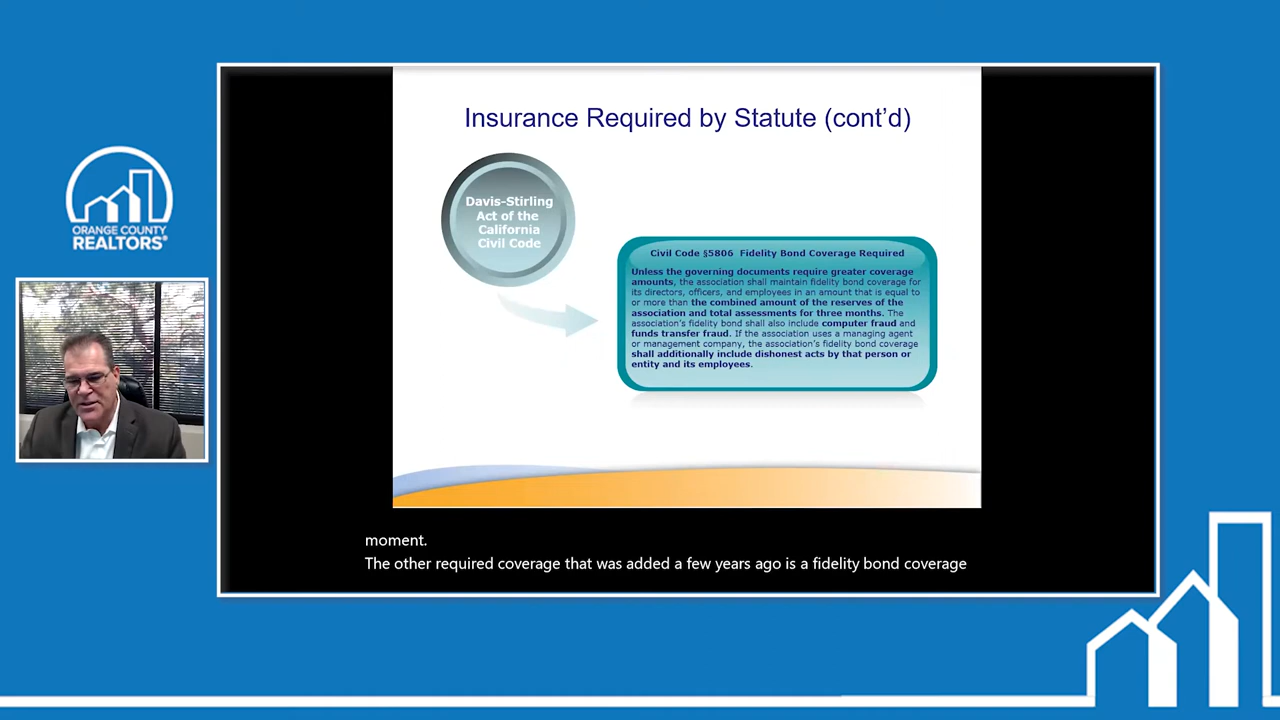 Insurance Required by Statute (cont’d)
Davis-Stirling
Act of the
California
Civil Code
Civil Code §5806 Fidelity Bond Coverage Required
Unless the governing documents require greater coverage
amounts, the association shall maintain fidelity bond coverage for
its directors, officers, and employees in an amount that is equal to
or more than the combined amount of the reserves of the
association and total assessments for three months. The
association's fidelity bond shall also include computer fraud and
funds transfer fraud. If the association uses a managing agent
or management company, the association's fidelity bond coverage
shall additionally include dishonest acts by that person or
entity and its employees.
ORANGE COUNTY
REALTORS®
moment.
The other required coverage that was added a few years ago is a fidelity bond coverage